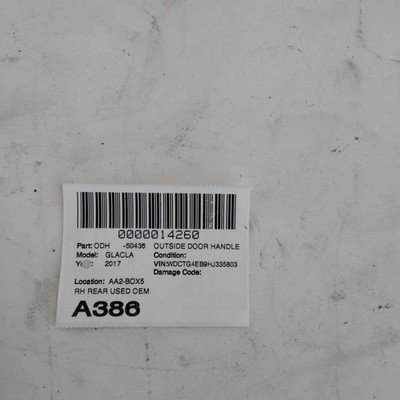 0000014260
Part: ODH -50436 OUTSIDE DOOR HANDLE
Model: GLACLA Condition:
2017 VIN:WDCTG4EB9HJ335803
Damage Code:
Location: AA2-BOX5
RH REAR USED OEM
A386